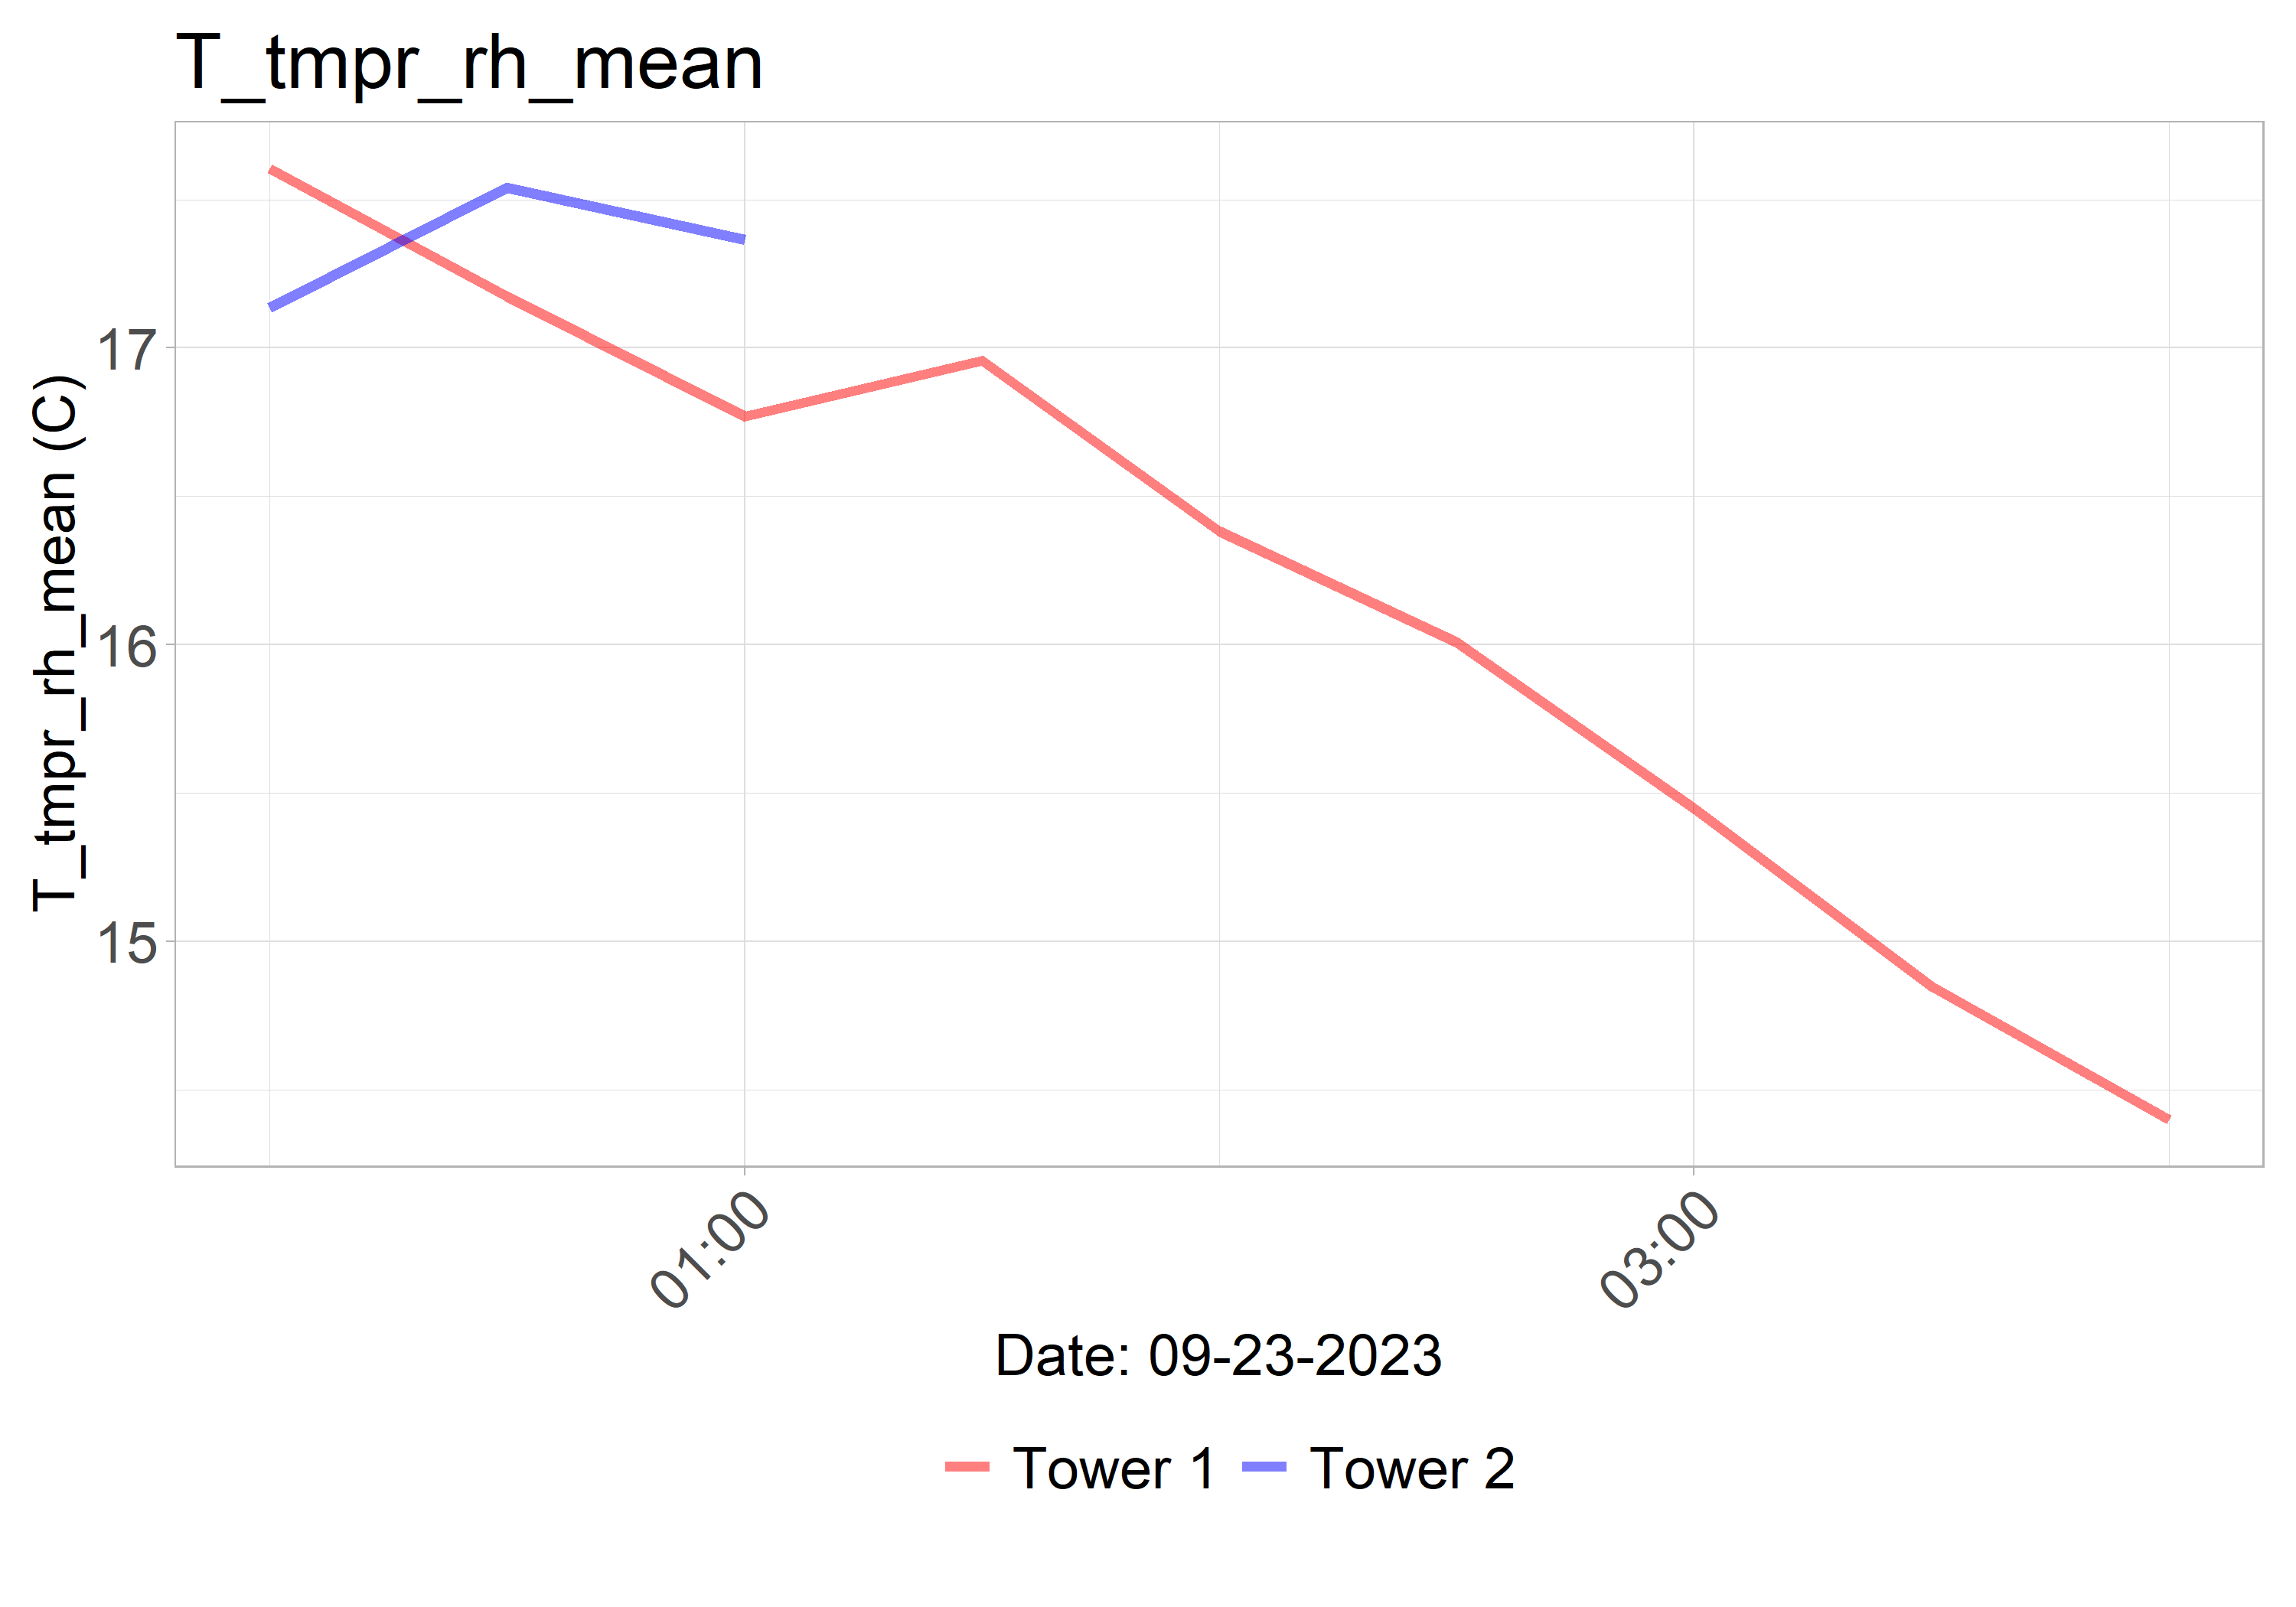 T_tmpr_rh_mean
T_tmpr_rh_mean (C)
17
16
15
01:00
03:00
Date: 09-23-2023
Tower 1
Tower 2